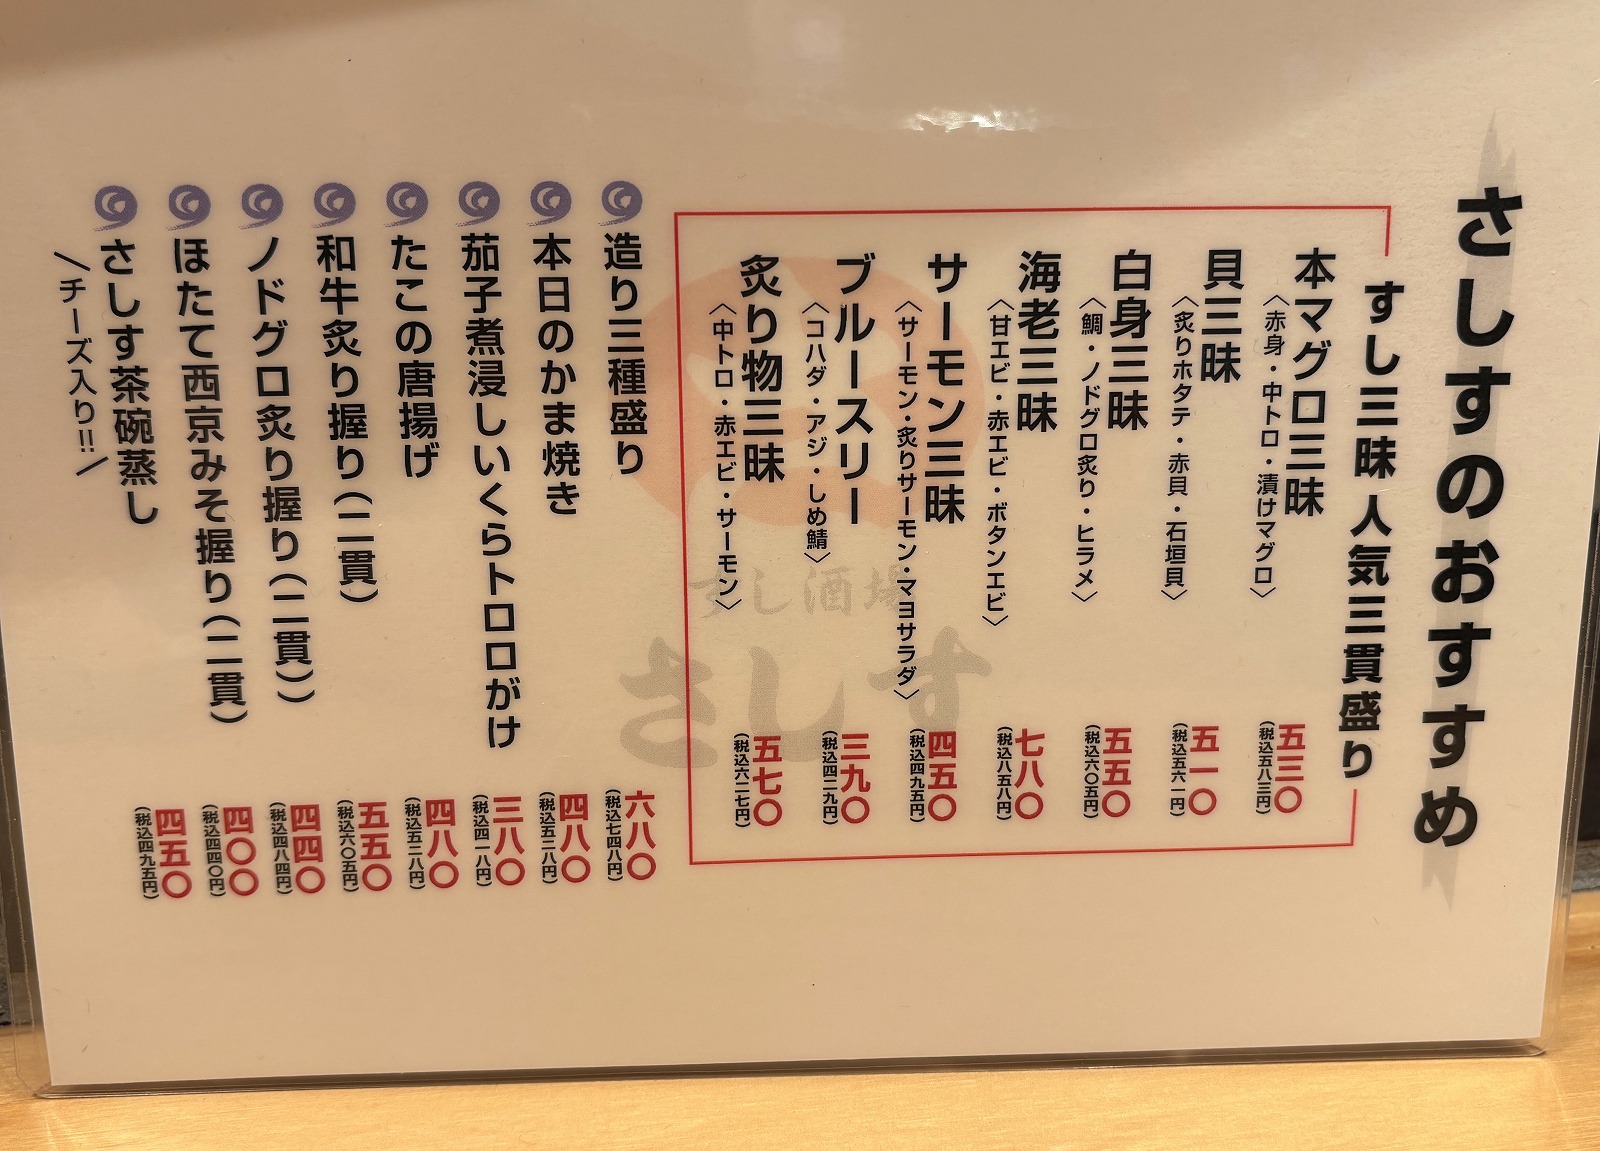 さしすのおすすめ
すし三昧 人気三貫盛り
本マグロ三昧
〈赤身・中トロ・漬けマグロ〉
五三〇
(税込五八三円)
貝三昧
〈炙りホタテ・赤貝・石垣貝〉
五一〇
(税込五六一円)
白身三昧
〈鯛・ノドグロ炙り・ヒラメ〉
五五〇
(税込六〇五円)
海老三昧
〈甘エビ・赤エビ・ボタンエビ〉
七八〇
(税込八五八円)
サーモン三昧
〈サーモン・炙りサーモン・マヨサラダ〉
四五〇
(税込四九五円)
ブルースリー
〈コハダ・アジ・しめ鯖〉
三九〇
(税込四二九円)
炙り物三昧
〈中トロ・赤エビ・サーモン〉
五七〇
(税込六二七円)
造り三種盛り
六八〇
(税込七四八円)
本日のかま焼き
四八〇
(税込五二八円)
茄子煮浸しいくらトロロがけ
三八〇
(税込四一八円)
たこの唐揚げ
四八〇
(税込五二八円)
和牛炙り握り(二貫)
五五〇
(税込六〇五円)
ノドグロ炙り握り(二貫))
四四〇
(税込四八四円)
ほたて西京みそ握り(二貫)
四〇〇
(税込四四〇円)
さしす茶碗蒸し
\チーズ入り!!/
四五〇
(税込四九五円)
すし酒場
さしす